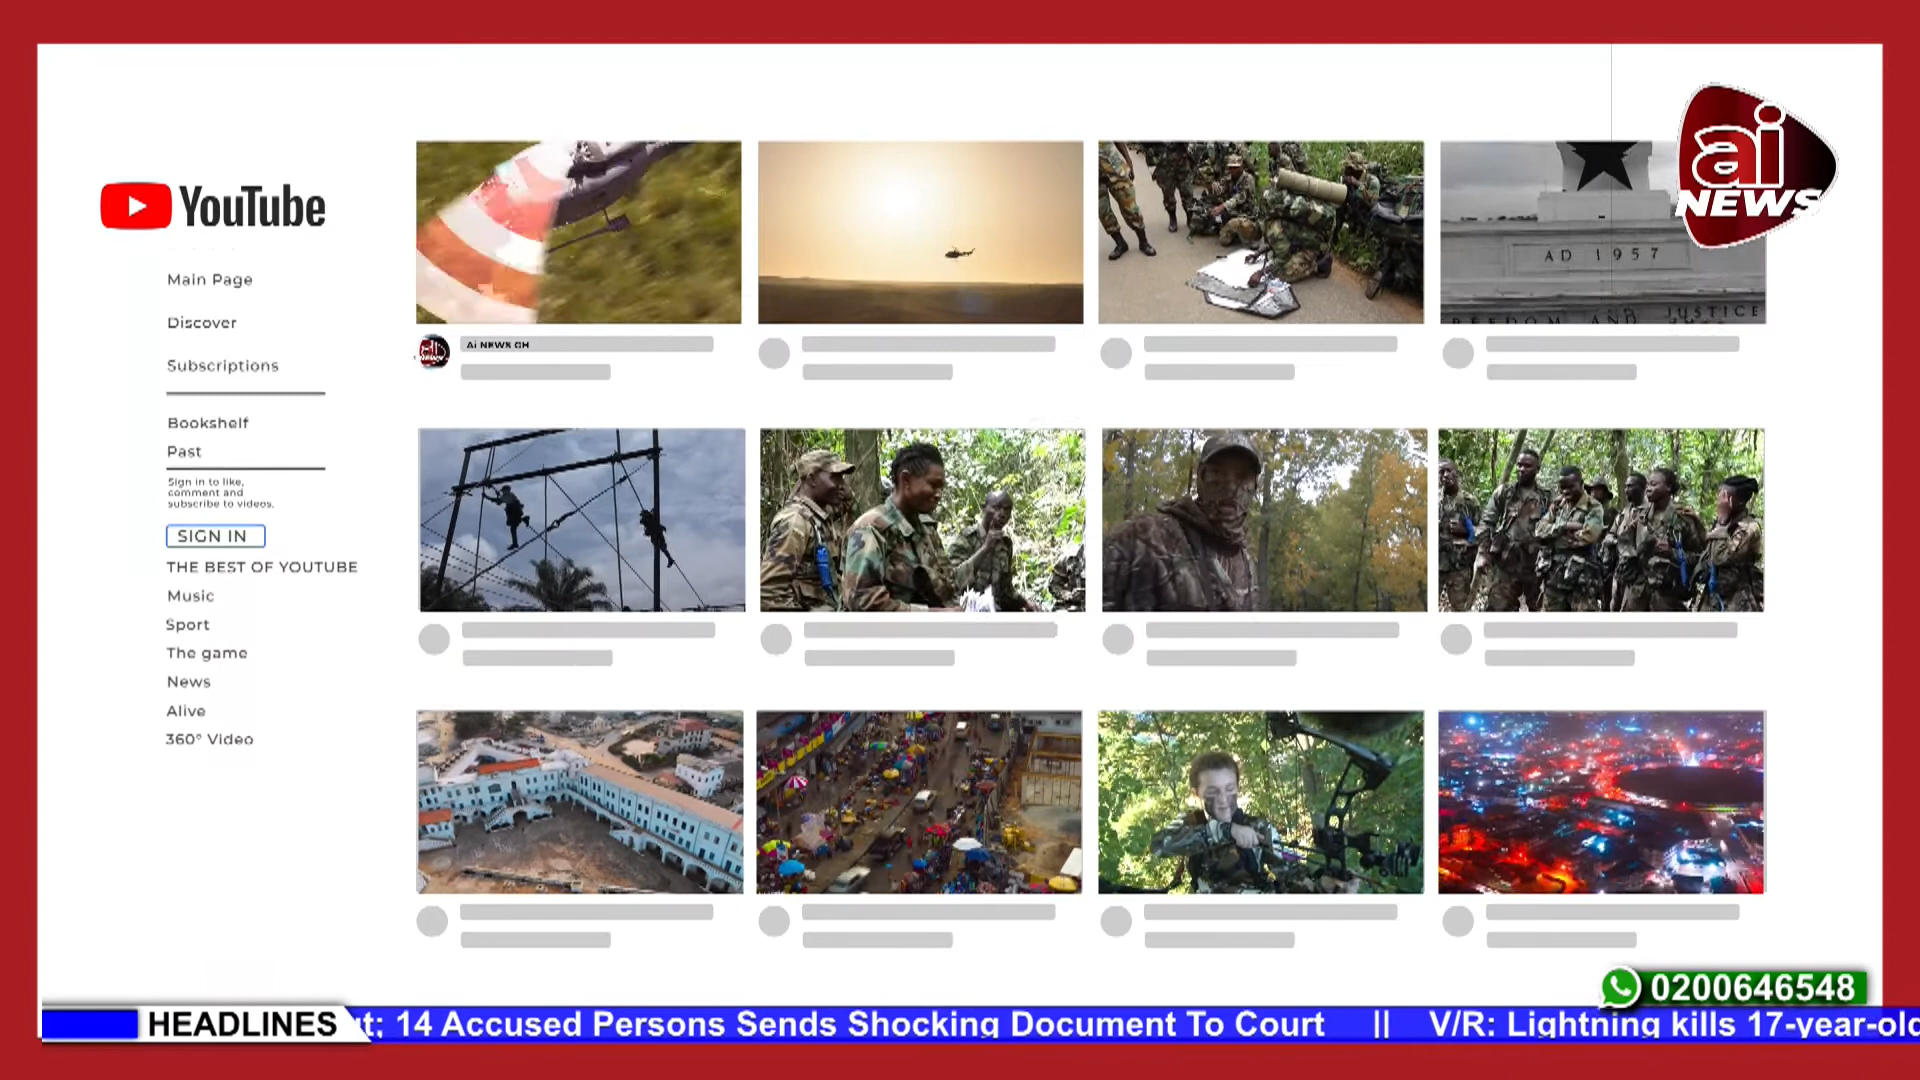 YouTube
Main Page
Discover
Subscriptions
Bookshelf
Past
Sign in to like,
comment and
subscribe to videos.
SIGN IN
THE BEST OF YOUTUBE
Music
Sport
The game
News
Alive
360° Video
Ai NEWS GH
AD 1957
FREEDOM AND JUSTICE
ai
NEWS
0200646548
HEADLINES
t; 14 Accused Persons Sends Shocking Document To Court || V/R: Lightning kills 17-year-old